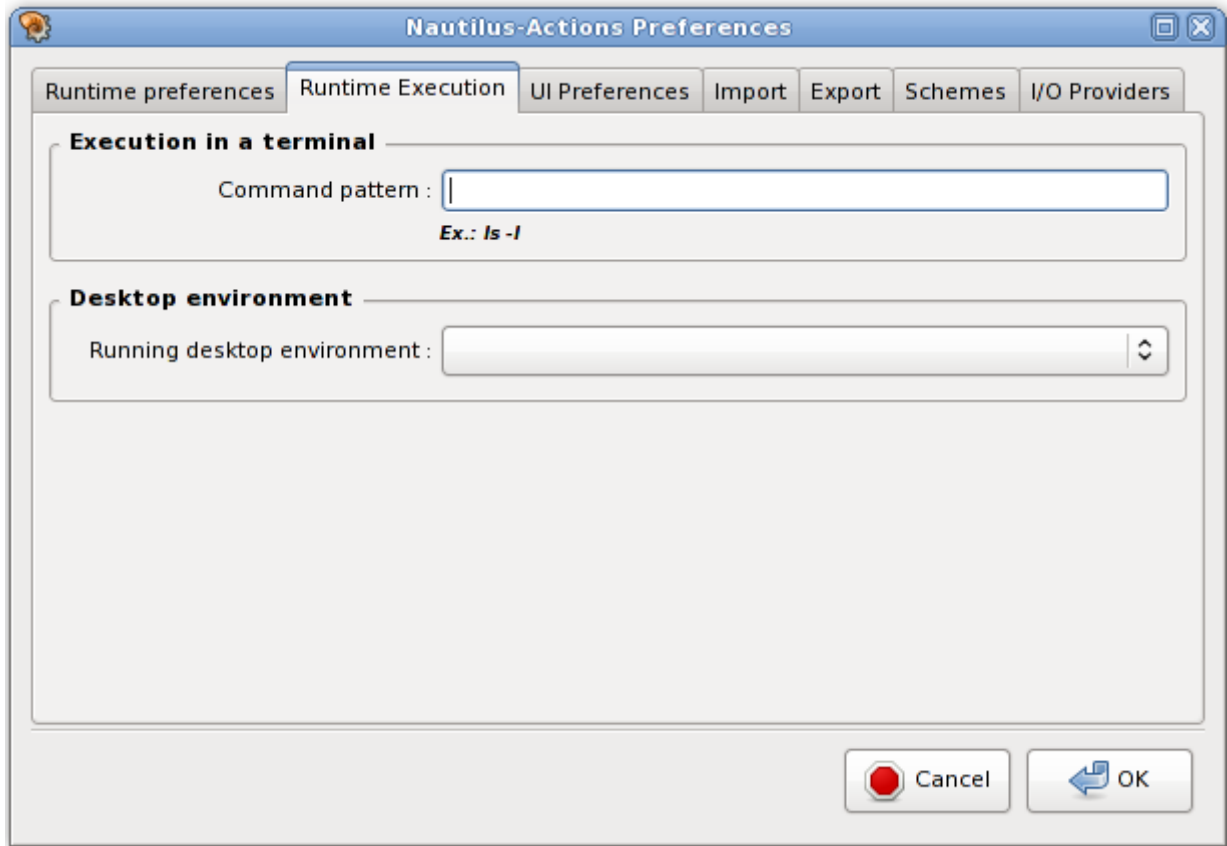 Nautilus-Actions Preferences
Runtime preferences Runtime Execution UI Preferences Import Export Schemes I/O Providers
Execution in a terminal
Command pattern :
Ex.: ls -l
Desktop environment
Running desktop environment :
Cancel OK